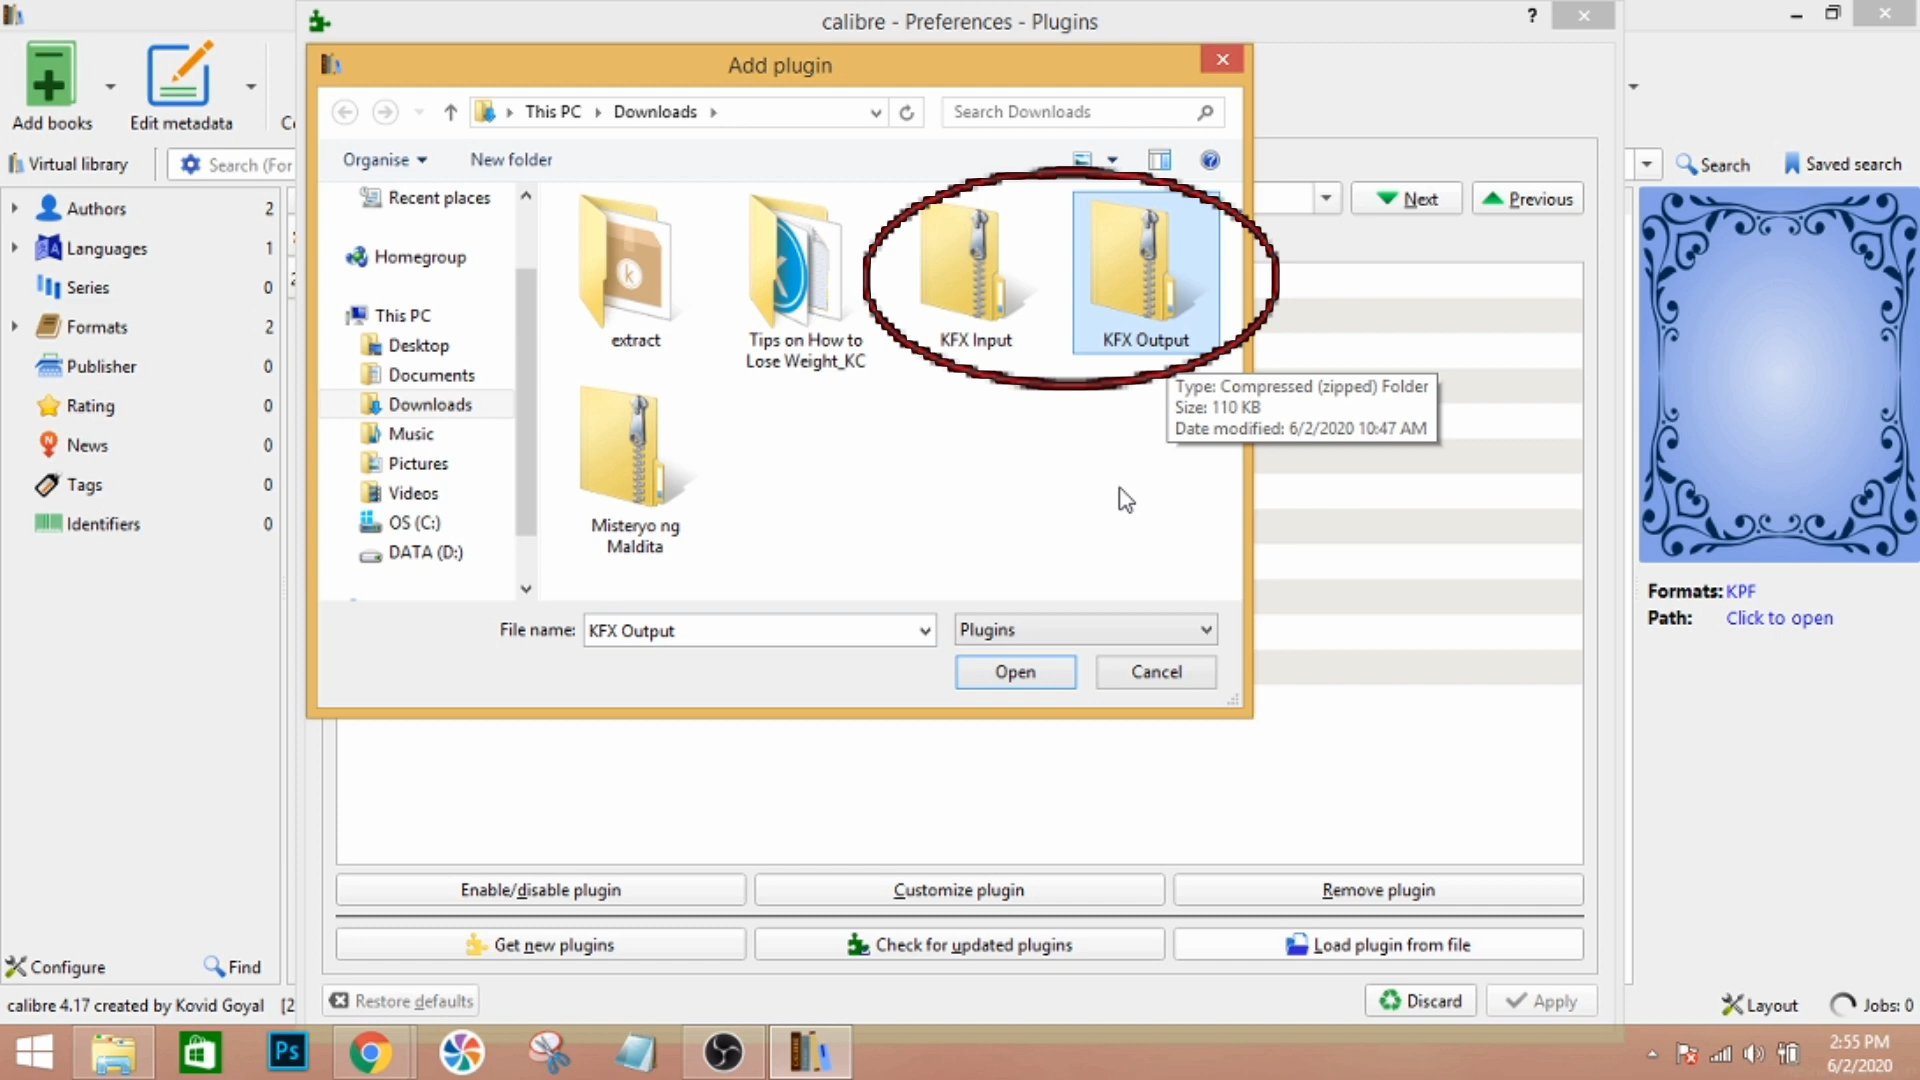 calibre - Preferences - Plugins
?
Add plugin
Add books
Edit metadata
This PC
Downloads
Search Downloads
Virtual library
Search (For
Organise
New folder
Search
Saved search
Authors 2
Languages 1
Series 0
Formats 2
Publisher 0
Rating 0
News 0
Tags 0
Identifiers 0
Recent places
Homegroup
This PC
Desktop
Documents
Downloads
Music
Pictures
Videos
OS (C:)
DATA (D:)
extract
Tips on How to
Lose Weight_KC
KFX Input
KFX Output
Misteryo ng
Maldita
Type: Compressed (zipped) Folder
Size: 110 KB
Date modified: 6/2/2020 10:47 AM
Next
Previous
File name: KFX Output
Plugins
Open
Cancel
Formats: KPF
Path: Click to open
Enable/disable plugin
Customize plugin
Remove plugin
Get new plugins
Check for updated plugins
Load plugin from file
Configure
Find
Restore defaults
Discard
Apply
calibre 4.17 created by Kovid Goyal [2
Layout
Jobs: 0
Ps
2:55 PM
6/2/2020